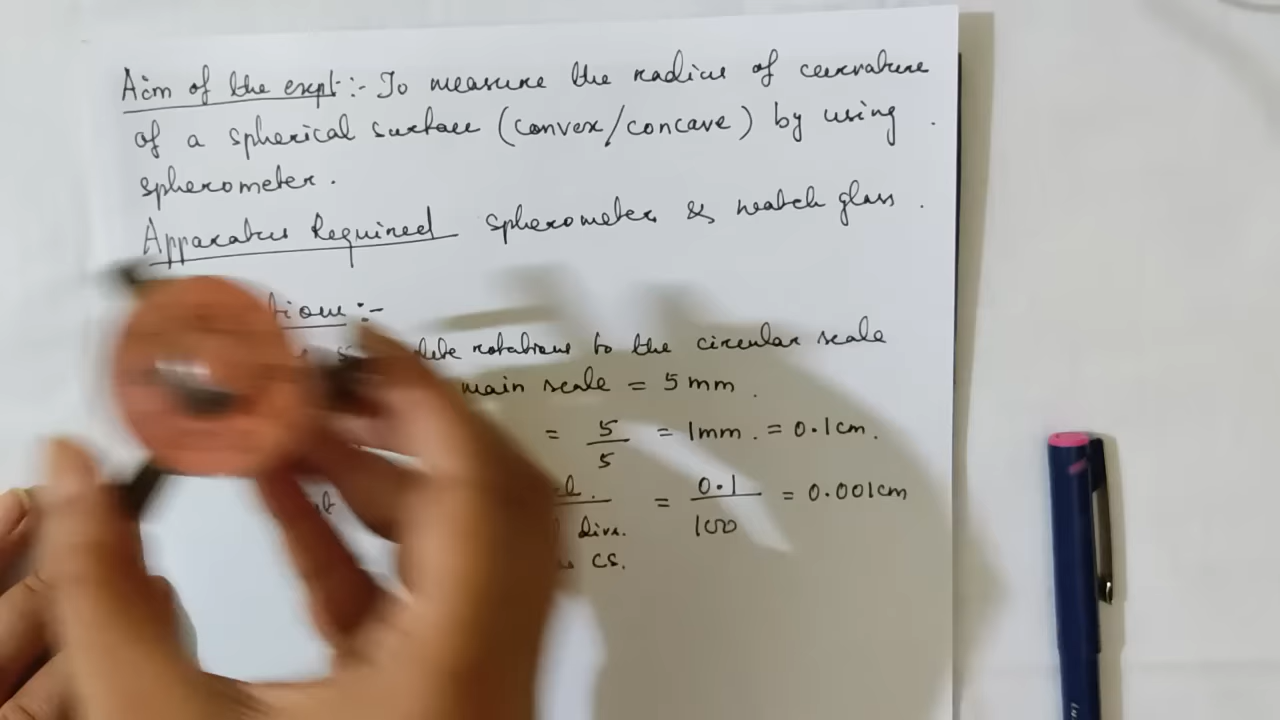 Aim of the expt :- To measure the radius of curvature
of a spherical surface (convex/concave) by using
spherometer.
Apparatus Required spherometer & watch glass.
:-
rotations to the circular scale
main scale = 5 mm.
= 5/5 = 1mm. = 0.1cm.
= 0.1/100 = 0.001cm
divs.
CS.